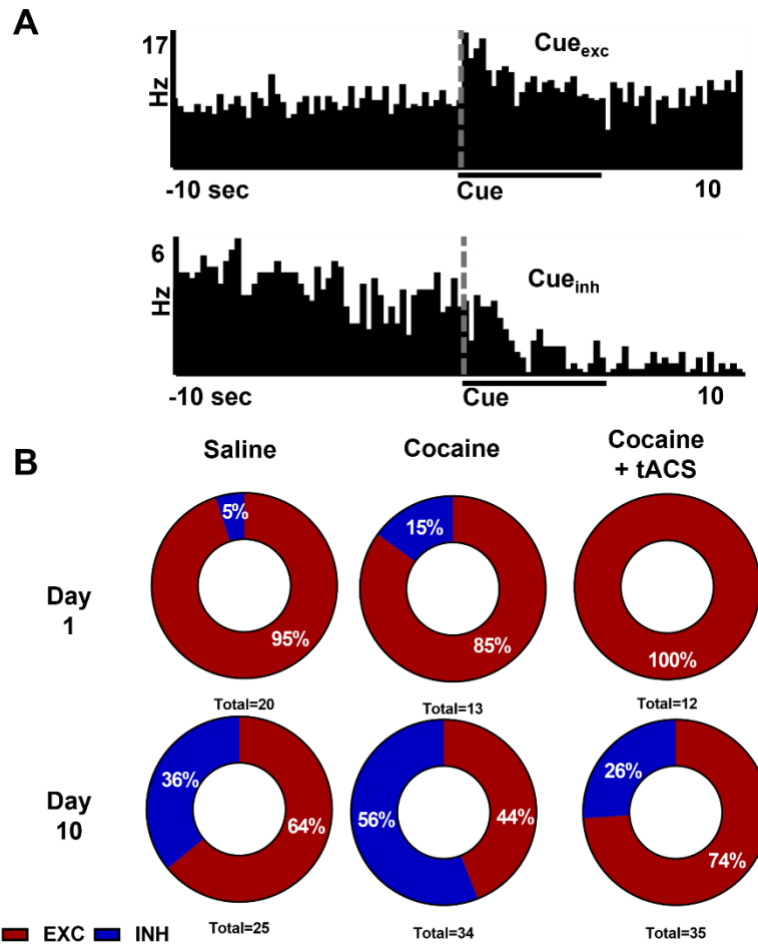 A
17
Hz
Cueexc
-10 sec
Cue
10
6
Hz
Cueinh
-10 sec
Cue
10
B
Saline
Cocaine
Cocaine
+ tACS
Day
1
5%
95%
15%
85%
100%
Total=20
Total=13
Total=12
Day
10
36%
64%
56%
44%
26%
74%
Total=25
Total=34
Total=35
EXC INH